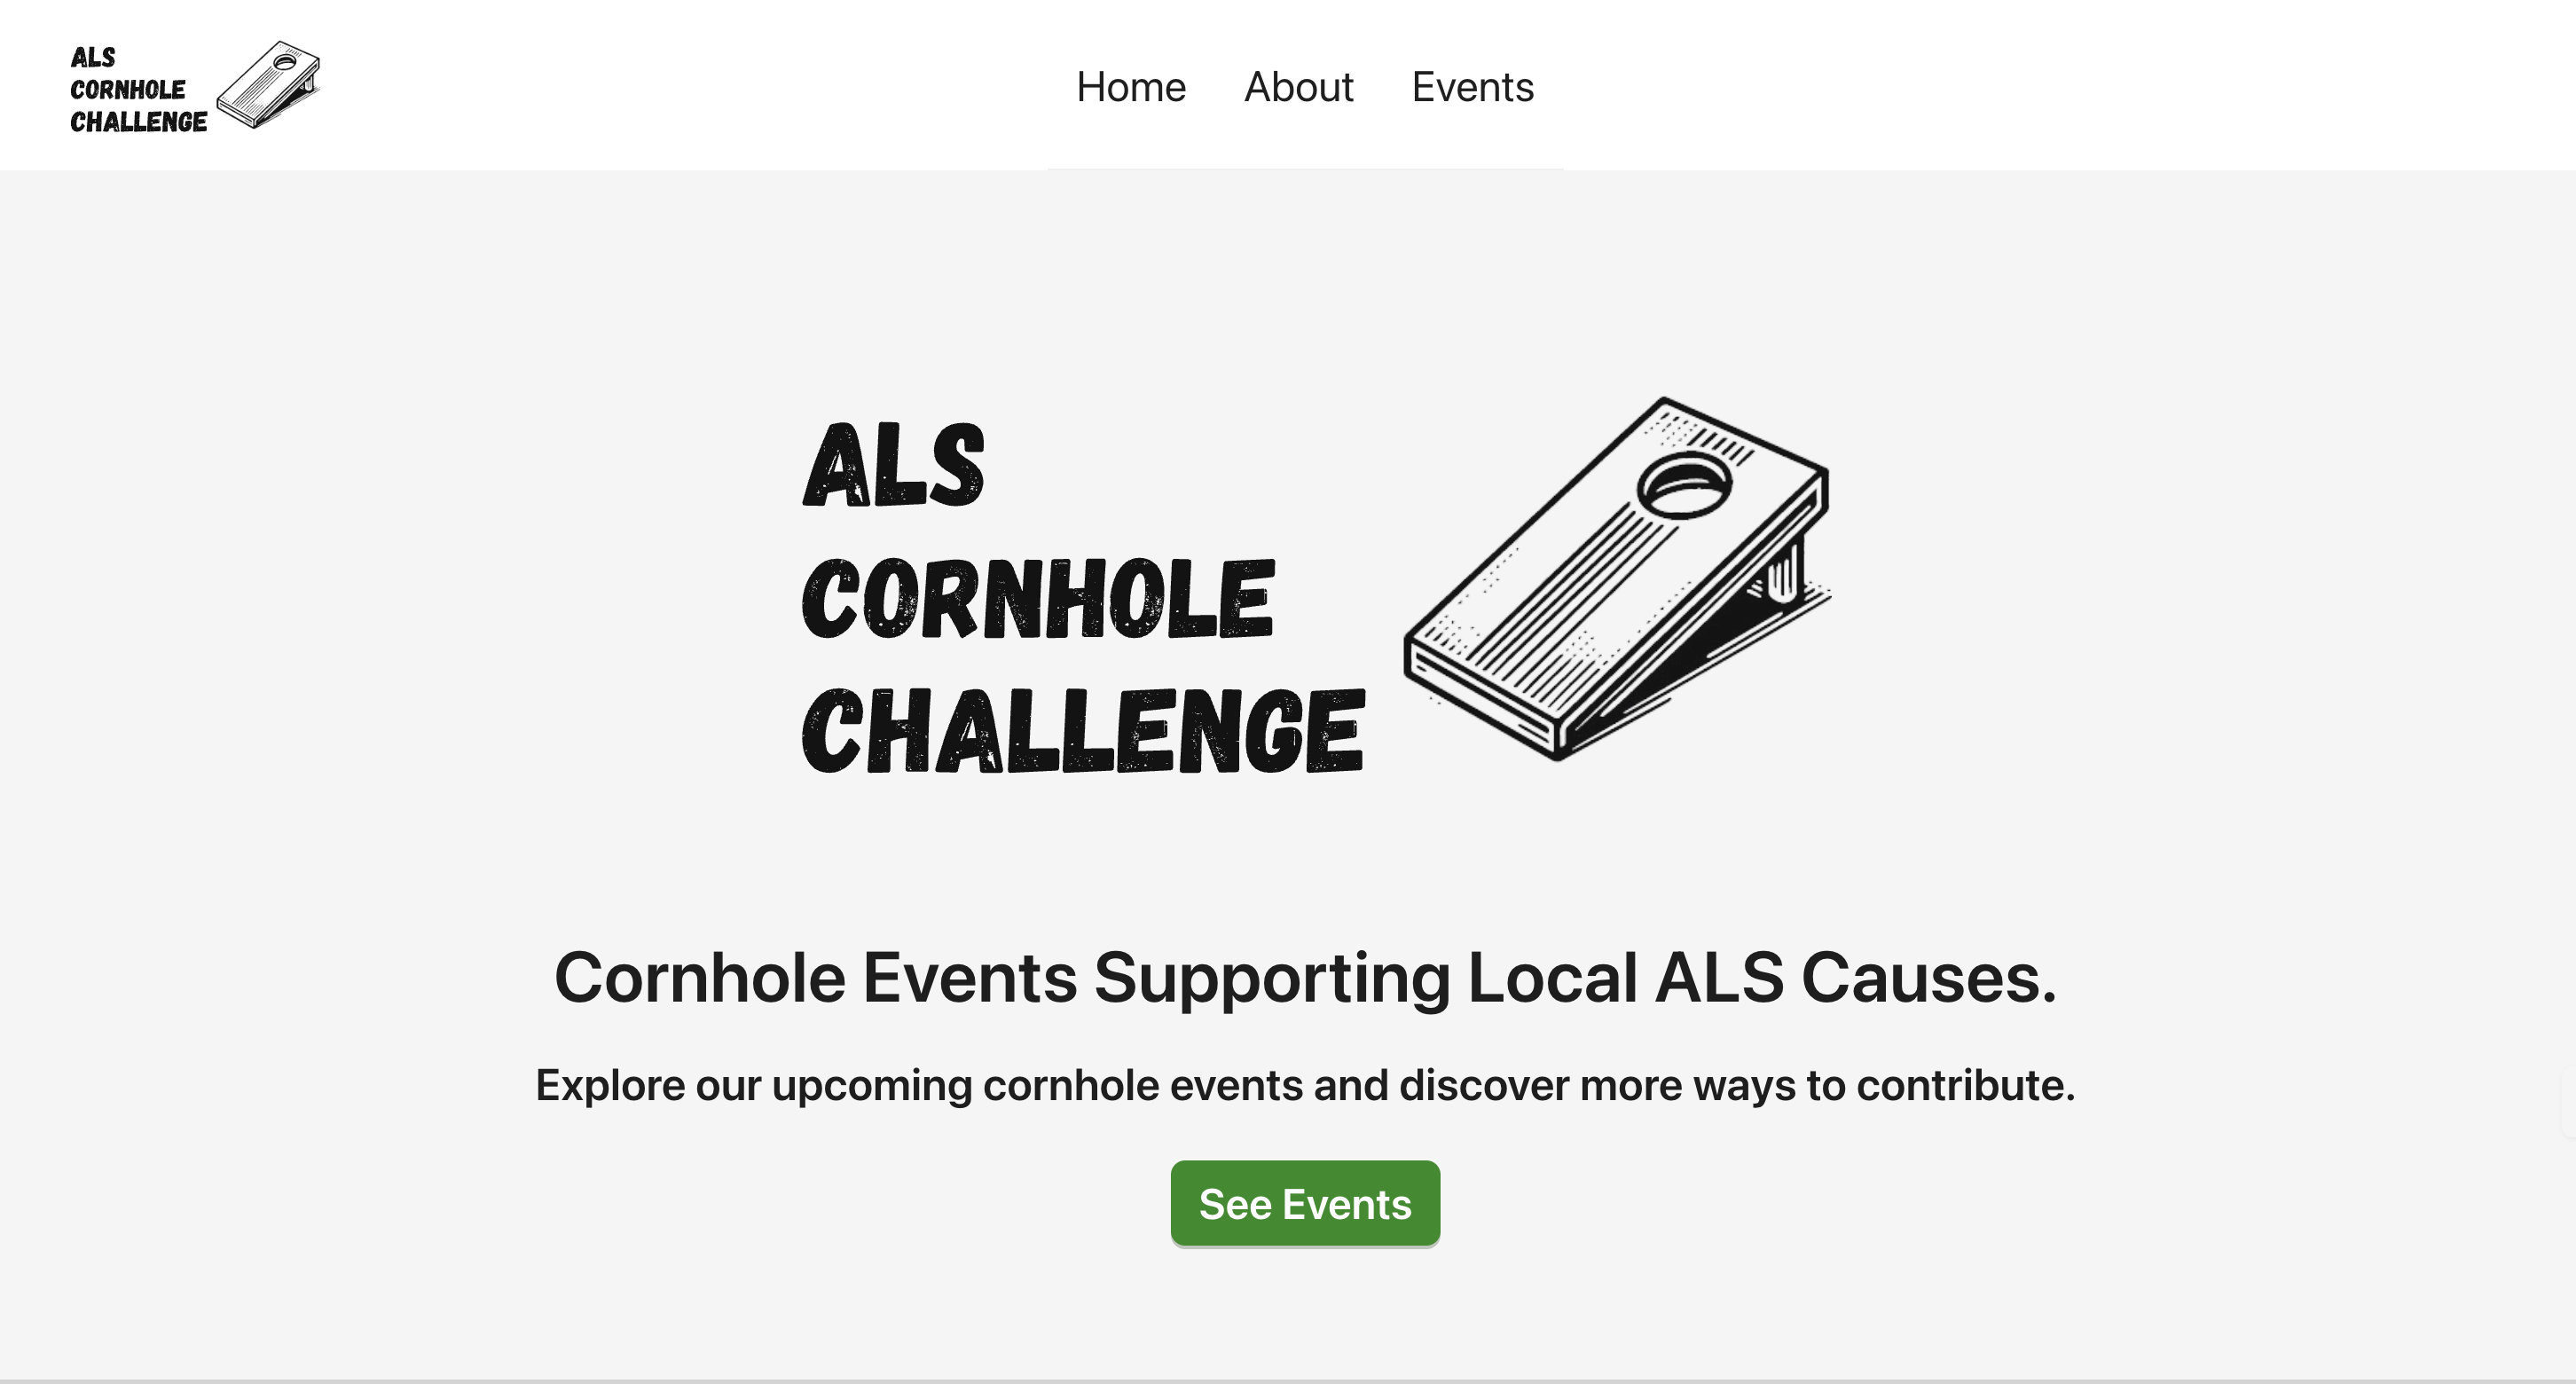 ALS
CORNHOLE
CHALLENGE
Home About Events
ALS
CORNHOLE
CHALLENGE
Cornhole Events Supporting Local ALS Causes.
Explore our upcoming cornhole events and discover more ways to contribute.
See Events